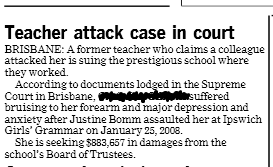 Teacher attack case in court
BRISBANE: A former teacher who claims a colleague
attacked her is suing the prestigious school where
they worked.
According to documents lodged in the Supreme
Court in Brisbane, suffered
bruising to her forearm and major depression and
anxiety after Justine Bomm assaulted her at Ipswich
Girls' Grammar on January 25, 2008.
She is seeking $883,657 in damages from the
school's Board of Trustees.